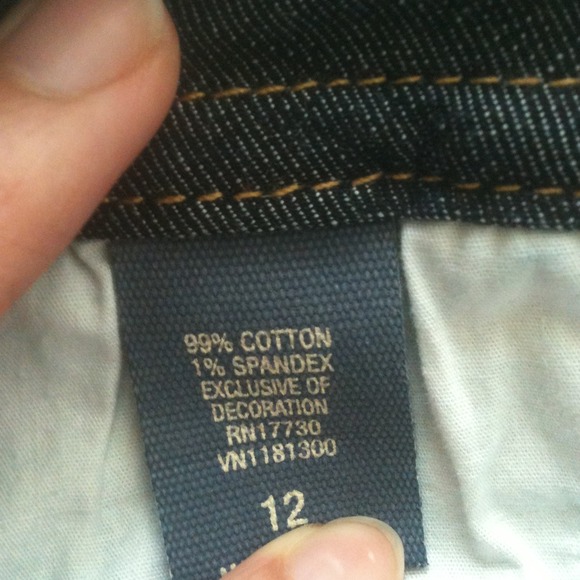 99% COTTON
1% SPANDEX
EXCLUSIVE OF
DECORATION
RN17730
VN1181300
12